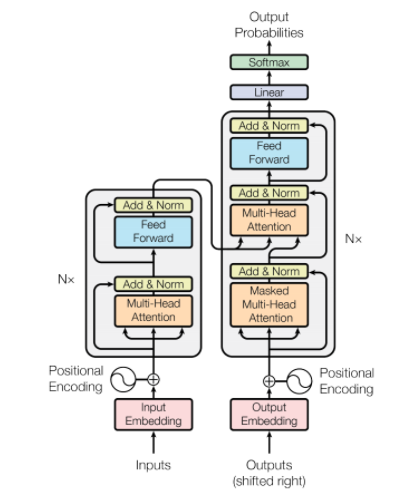 Output
Probabilities
Softmax
Linear
Add & Norm
Feed
Forward
Add & Norm
Multi-Head
Attention
Add & Norm
Masked
Multi-Head
Attention
N×
Add & Norm
Feed
Forward
Add & Norm
Multi-Head
Attention
N×
Positional
Encoding
Positional
Encoding
Input
Embedding
Output
Embedding
Inputs
Outputs
(shifted right)